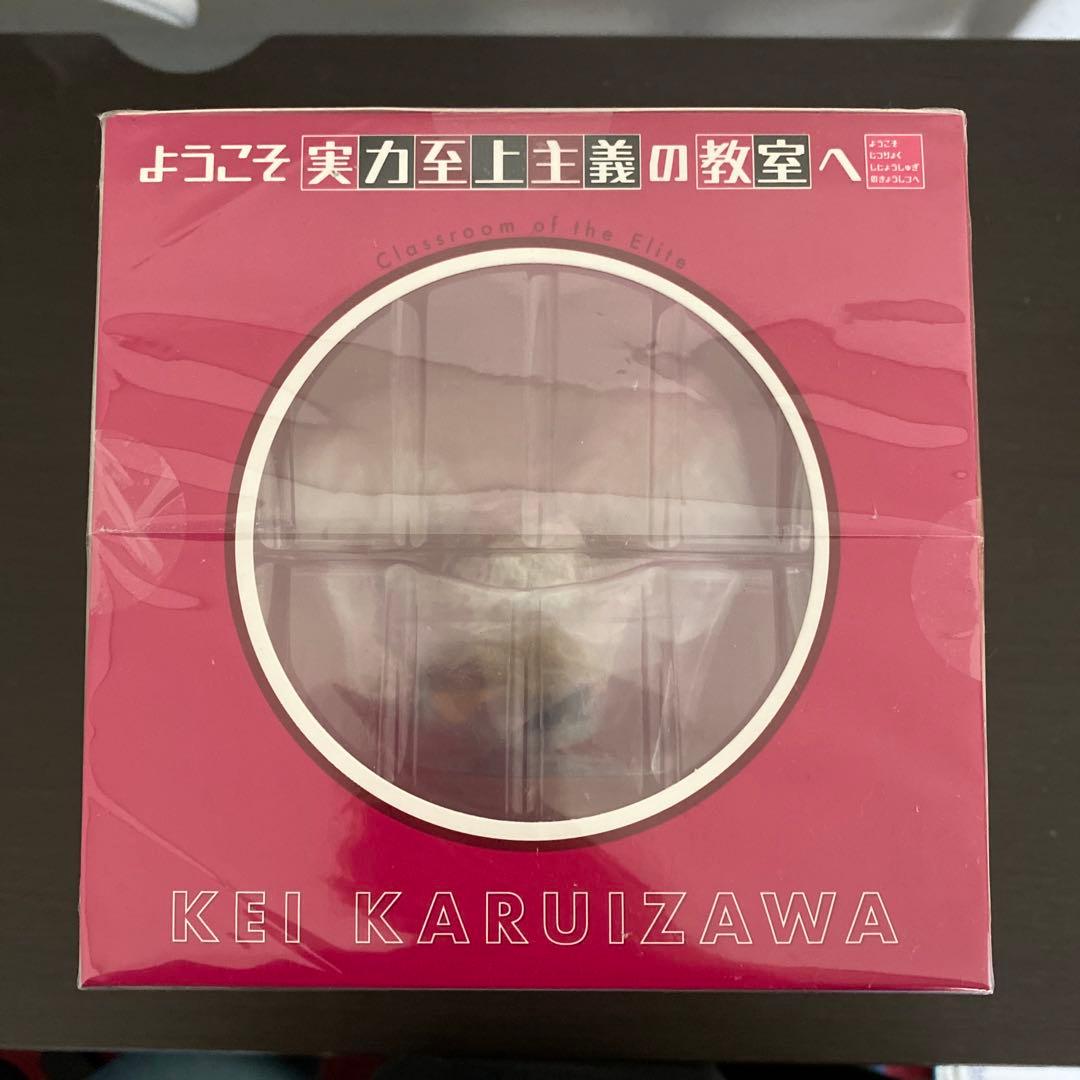 ようこそ実力至上主義の教室へ
ようこそ
じつりょく
しじょうしゅぎ
のきょうしつへ
Classroom of the Elite
KEI KARUIZAWA